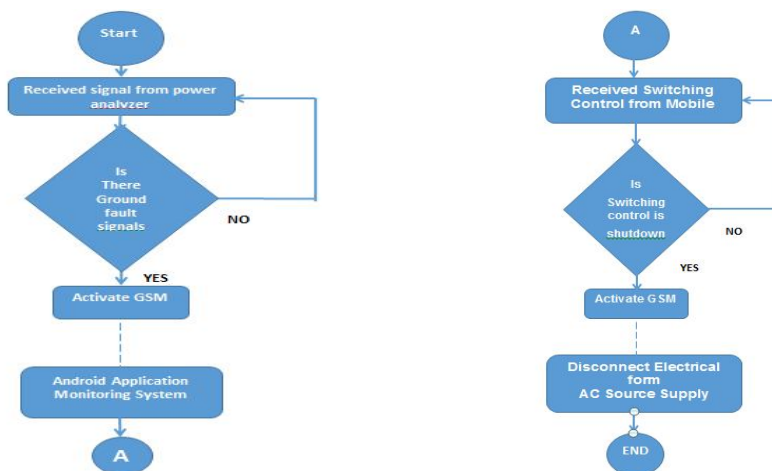 Start
Received signal from power
analyzer
Is
There
Ground
fault
signals
NO
YES
Activate GSM
Android Application
Monitoring System
A
A
Received Switching
Control from Mobile
Is
Switching
control is
shutdown
NO
YES
Activate GSM
Disconnect Electrical
form
AC Source Supply
END